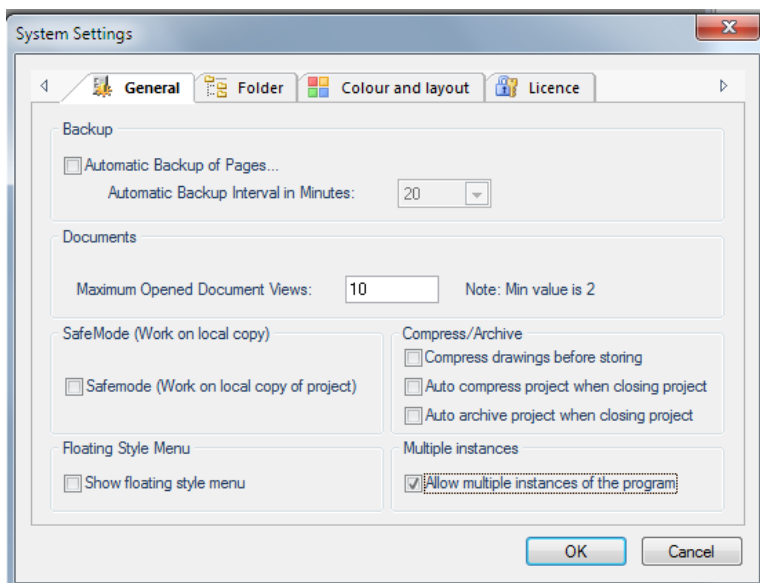 System Settings
General Folder Colour and layout Licence
Backup
Automatic Backup of Pages...
Automatic Backup Interval in Minutes: 20
Documents
Maximum Opened Document Views: 10 Note: Min value is 2
SafeMode (Work on local copy)
Safemode (Work on local copy of project)
Compress/Archive
Compress drawings before storing
Auto compress project when closing project
Auto archive project when closing project
Floating Style Menu
Show floating style menu
Multiple instances
Allow multiple instances of the program
OK Cancel